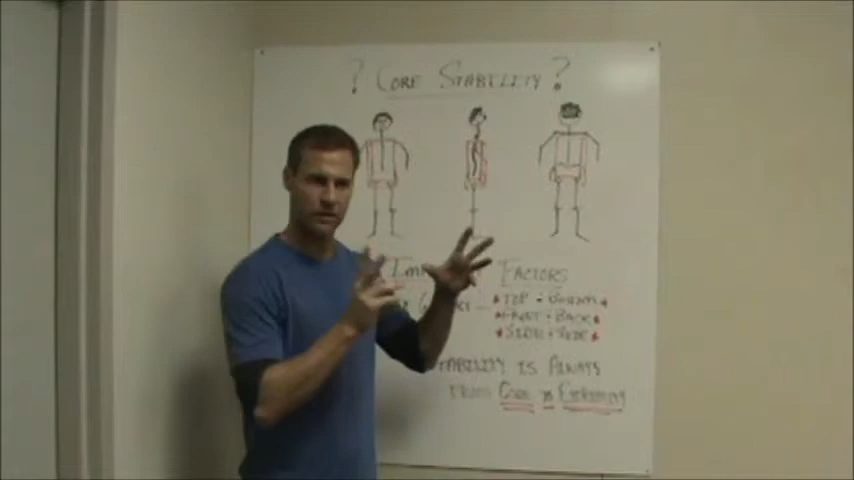 ? CORE STABILITY ?
FACTORS
TOP + BOTTOM
FRONT + BACK
SIDE + SIDE
STABILITY IS ALWAYS
FROM CORE TO EXTREMITY